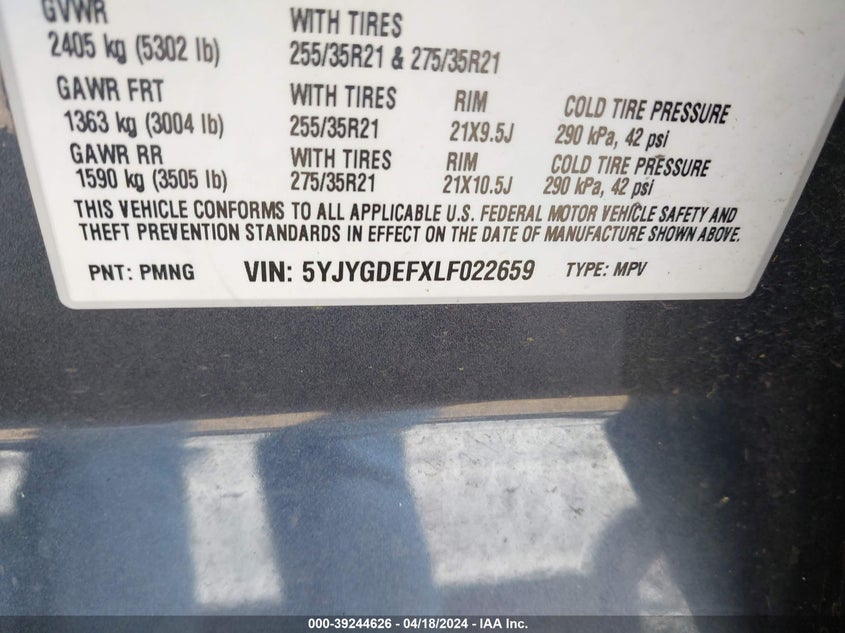 GVWR WITH TIRES
2405 kg (5302 lb) 255/35R21 & 275/35R21
GAWR FRT WITH TIRES RIM COLD TIRE PRESSURE
1363 kg (3004 lb) 255/35R21 21X9.5J 290 kPa, 42 psi
GAWR RR WITH TIRES RIM COLD TIRE PRESSURE
1590 kg (3505 lb) 275/35R21 21X10.5J 290 kPa, 42 psi
THIS VEHICLE CONFORMS TO ALL APPLICABLE U.S. FEDERAL MOTOR VEHICLE SAFETY AND
THEFT PREVENTION STANDARDS IN EFFECT ON THE DATE OF MANUFACTURE SHOWN ABOVE.
PNT: PMNG VIN: 5YJYGDEFXLF022659 TYPE: MPV
000-39244626 - 04/18/2024 - IAA Inc.